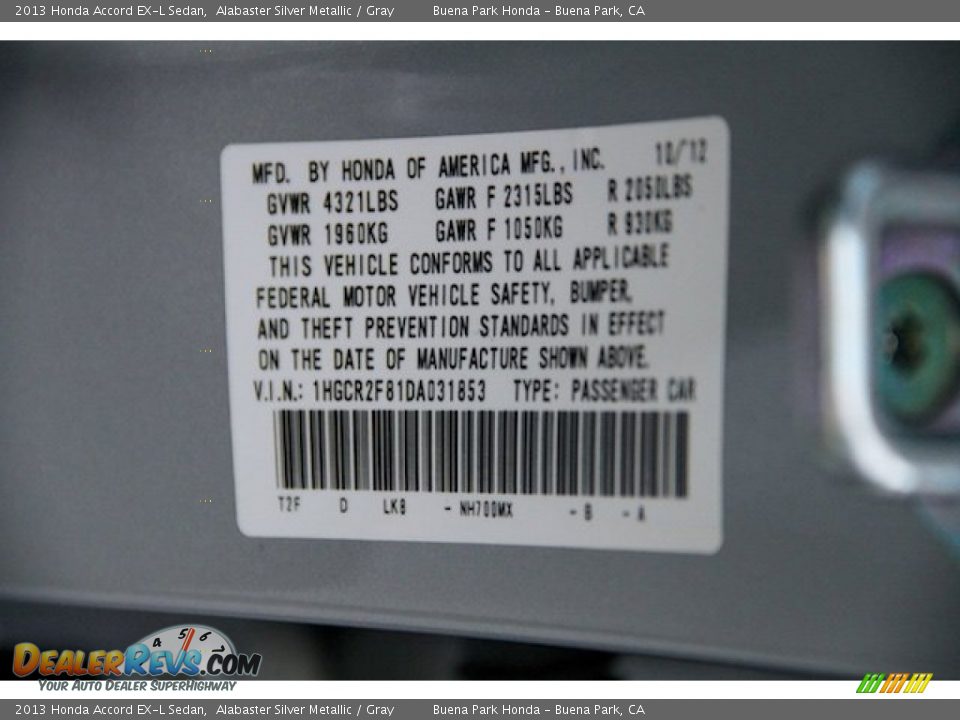 2013 Honda Accord EX-L Sedan, Alabaster Silver Metallic / Gray Buena Park Honda - Buena Park, CA
MFD. BY HONDA OF AMERICA MFG., INC. 10/12
GVWR 4321LBS GAWR F 2315LBS R 2050LBS
GVWR 1960KG GAWR F 1050KG R 930KG
THIS VEHICLE CONFORMS TO ALL APPLICABLE
FEDERAL MOTOR VEHICLE SAFETY, BUMPER,
AND THEFT PREVENTION STANDARDS IN EFFECT
ON THE DATE OF MANUFACTURE SHOWN ABOVE.
V.I.N.: 1HGCR2F81DA031853 TYPE: PASSENGER CAR
T2F D LKB - NH700MX - B - A
4 5 6
DEALERREVS.COM
YOUR AUTO DEALER SUPERHIGHWAY
2013 Honda Accord EX-L Sedan, Alabaster Silver Metallic / Gray Buena Park Honda - Buena Park, CA